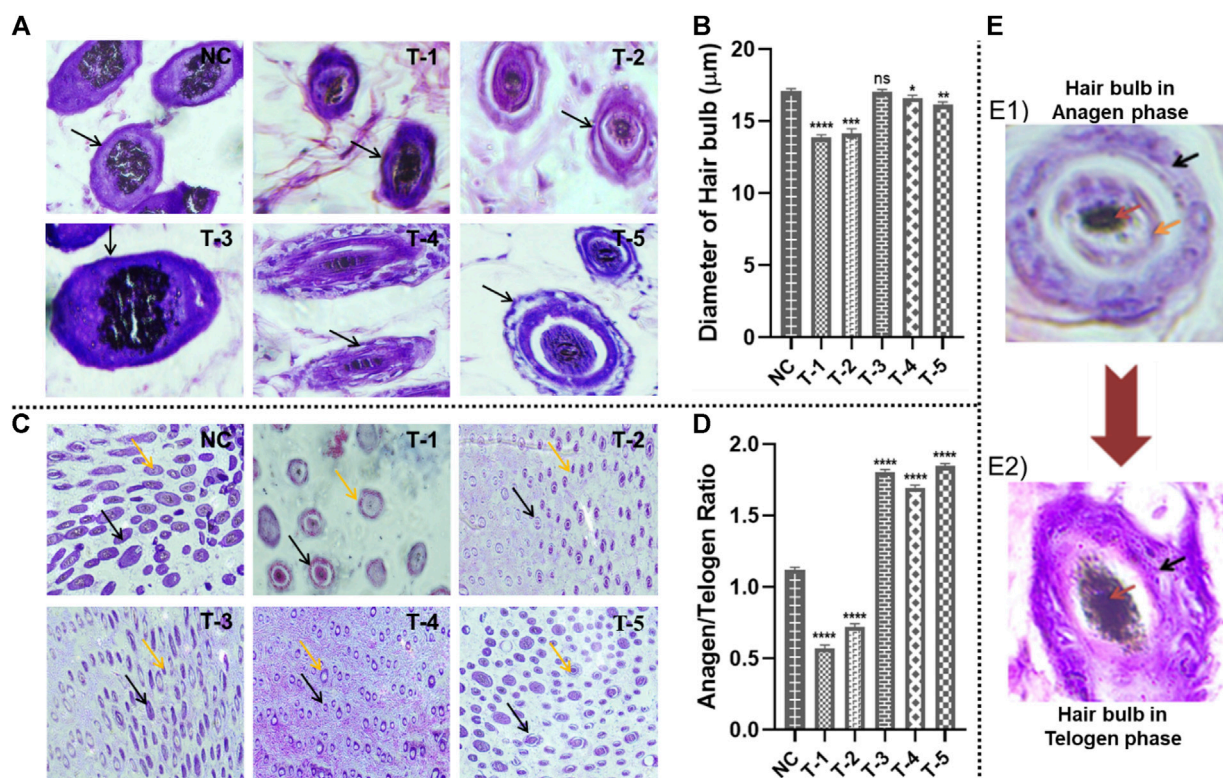 A
NC
T-1
T-2
T-3
T-4
T-5
B
Diameter of Hair bulb (μm)
20
15
10
5
0
****
***
ns
*
**
NC
T-1
T-2
T-3
T-4
T-5
C
NC
T-1
T-2
T-3
T-4
T-5
D
Anagen/Telogen Ratio
2.0
1.5
1.0
0.5
0.0
****
****
****
****
****
NC
T-1
T-2
T-3
T-4
T-5
E
E1)
Hair bulb in
Anagen phase
E2)
Hair bulb in
Telogen phase